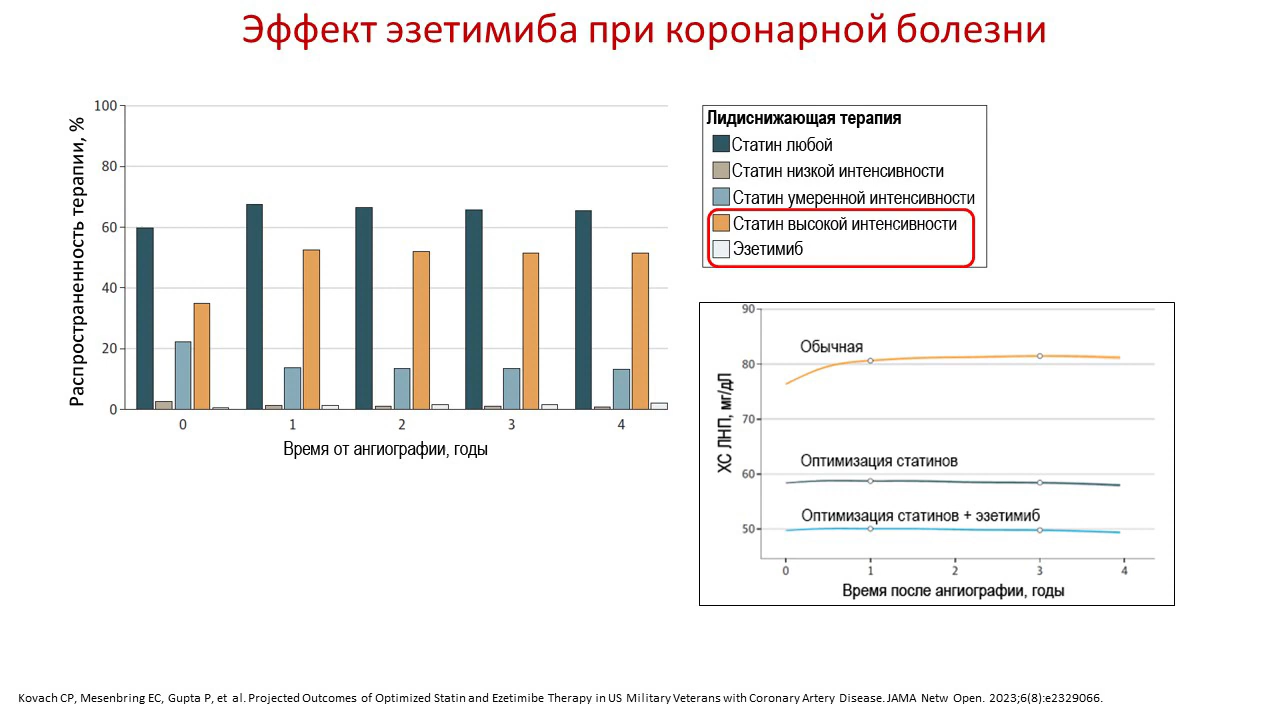 Эффект эзетимиба при коронарной болезни
Распространенность терапии, %
100
80
60
40
20
0
0 1 2 3 4
Время от ангиографии, годы
Лидиснижающая терапия
Статин любой
Статин низкой интенсивности
Статин умеренной интенсивности
Статин высокой интенсивности
Эзетимиб
ХС ЛНП, мг/дЛ
90
80
70
60
50
Обычная
Оптимизация статинов
Оптимизация статинов + эзетимиб
0 1 2 3 4
Время после ангиографии, годы
Kovach CP, Mesenbring EC, Gupta P, et al. Projected Outcomes of Optimized Statin and Ezetimibe Therapy in US Military Veterans with Coronary Artery Disease. JAMA Netw Open. 2023;6(8):e2329066.